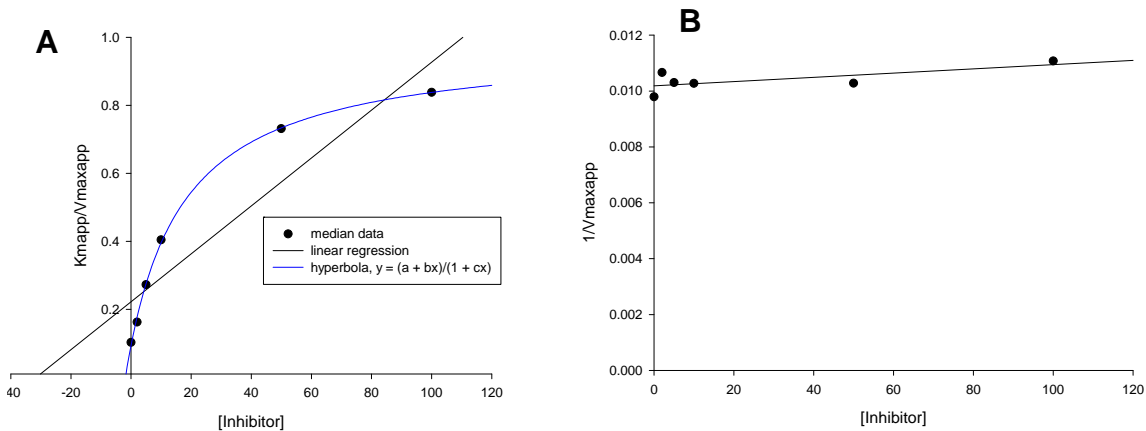 A
Kmapp/Vmaxapp
1.0
0.8
0.6
0.4
0.2
40 -20 0 20 40 60 80 100 120
[Inhibitor]
median data
linear regression
hyperbola, y = (a + bx)/(1 + cx)
B
1/Vmaxapp
0.012
0.010
0.008
0.006
0.004
0.002
0.000
0 20 40 60 80 100 120
[Inhibitor]